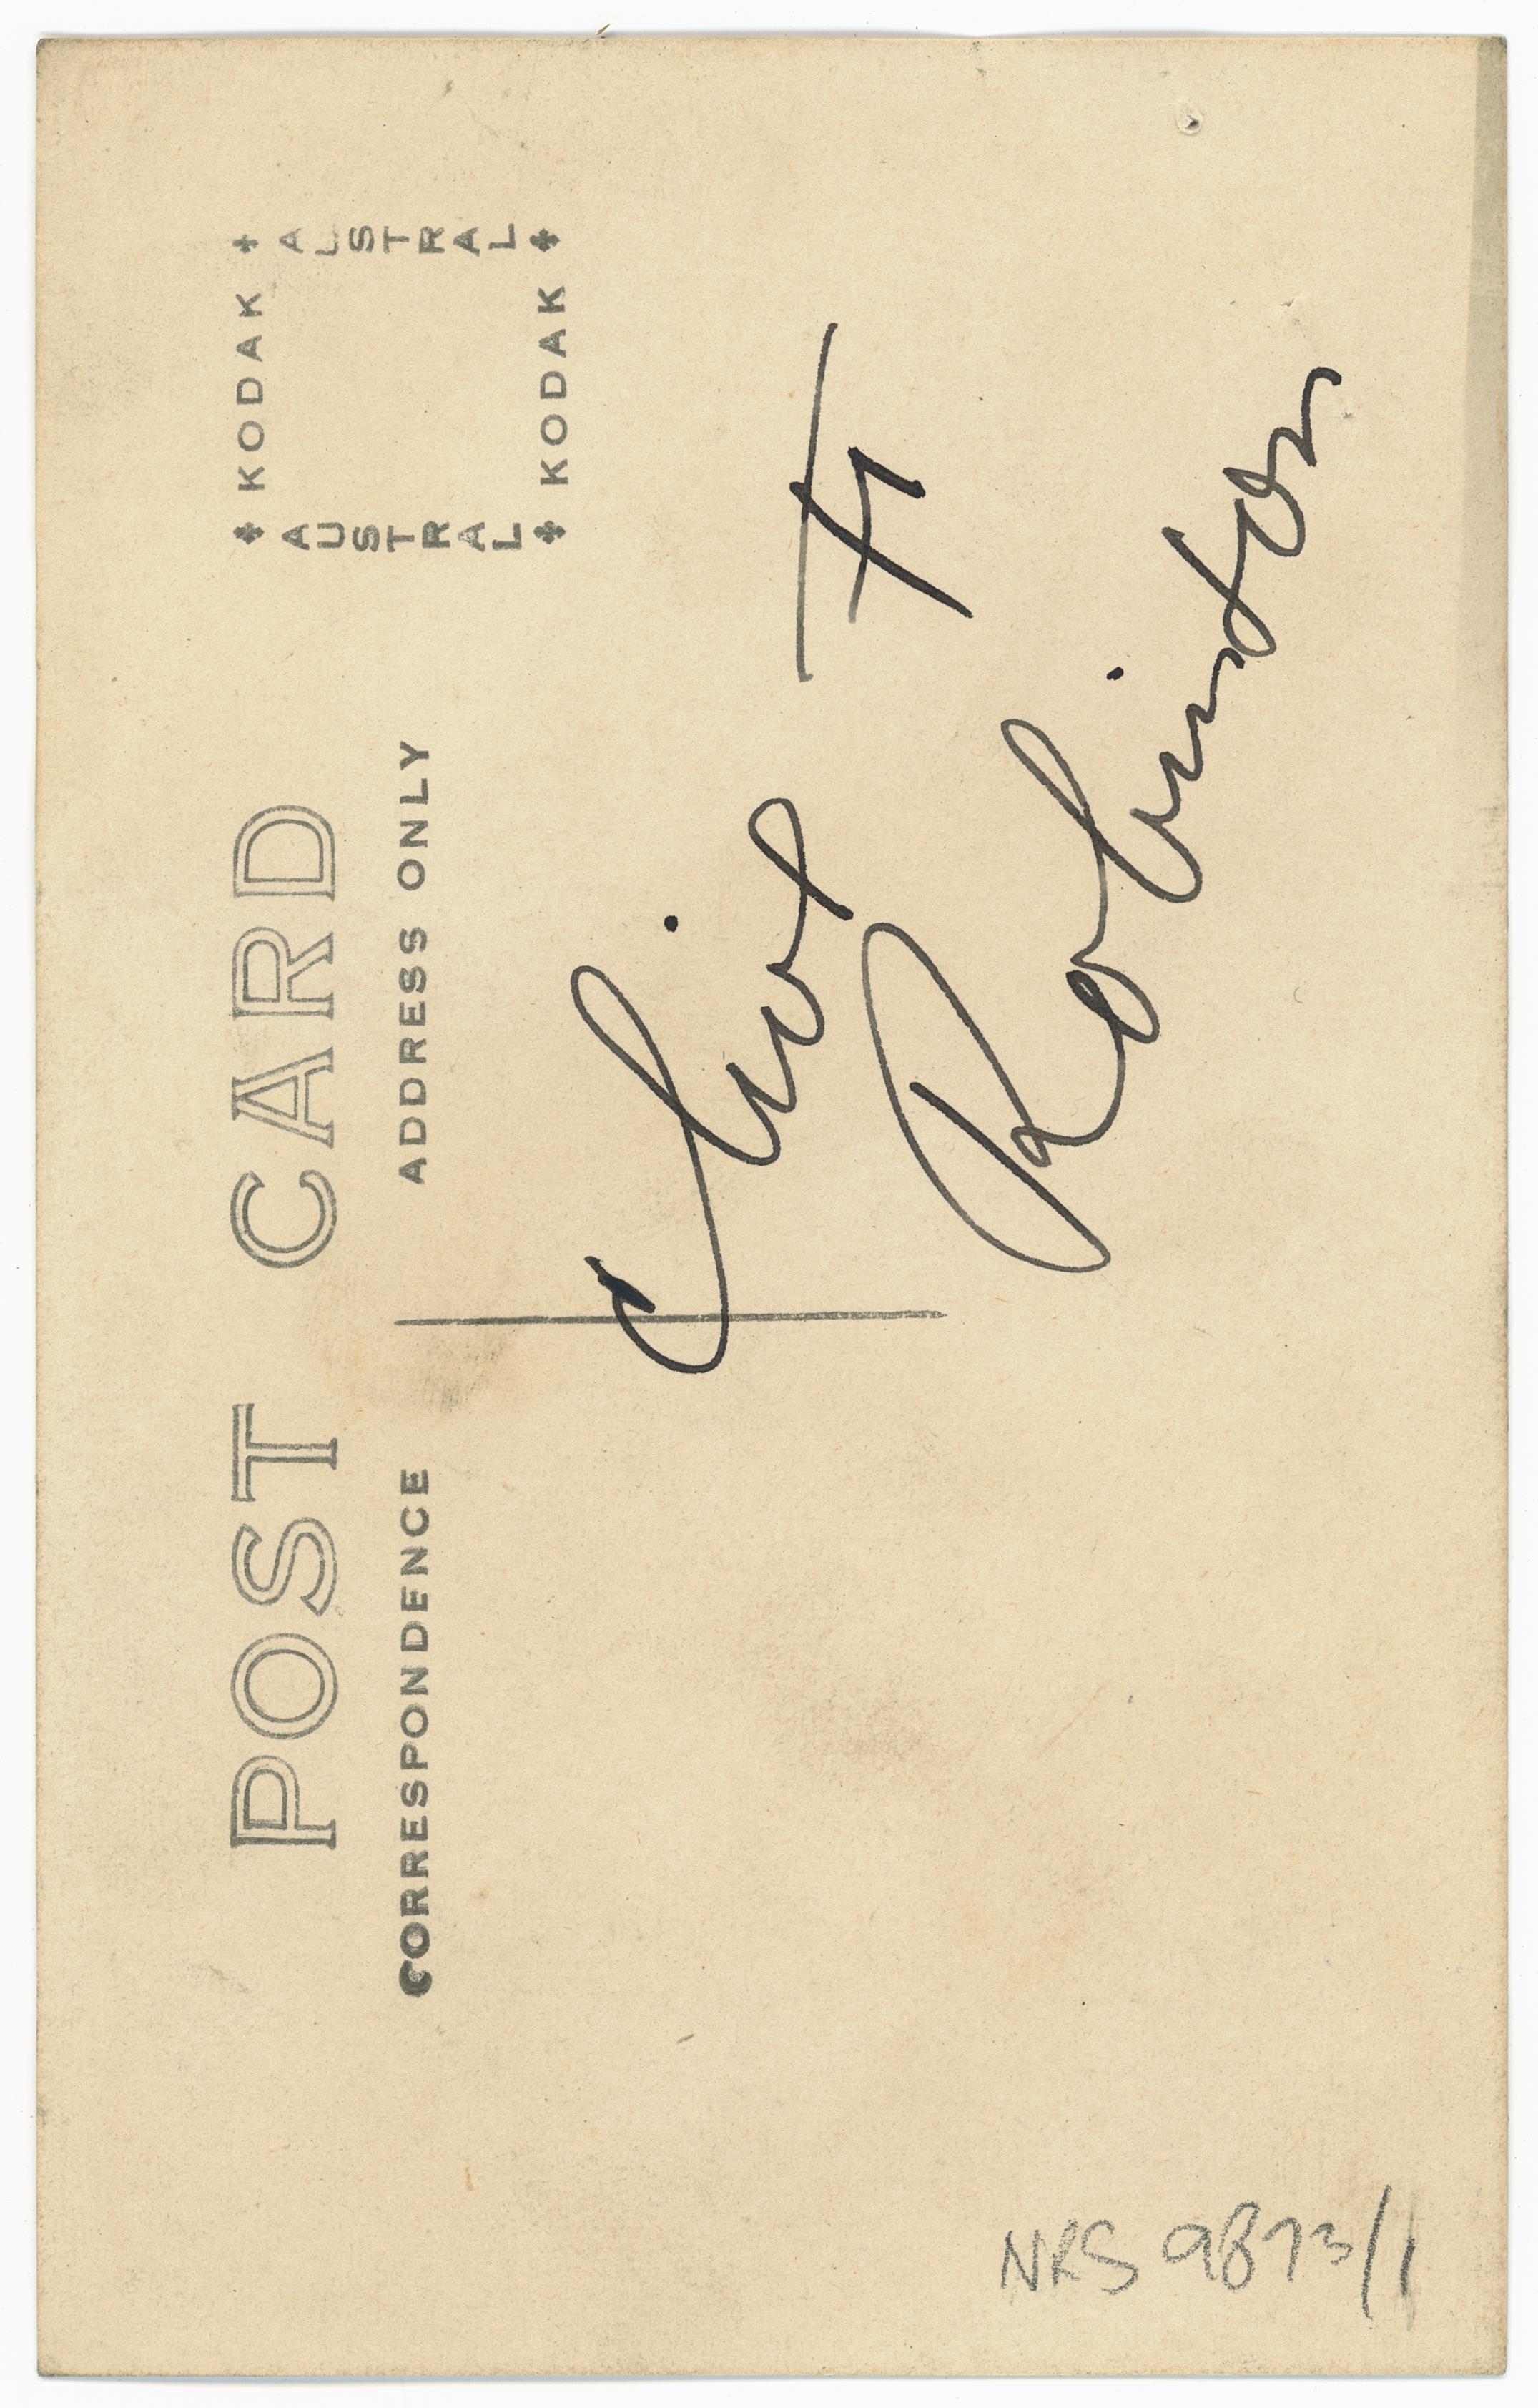 POST CARD
CORRESPONDENCE
ADDRESS ONLY
AUSTRAL
KODAK
AUSTRAL
KODAK
Clive F
Robinson
NRS 9873/1